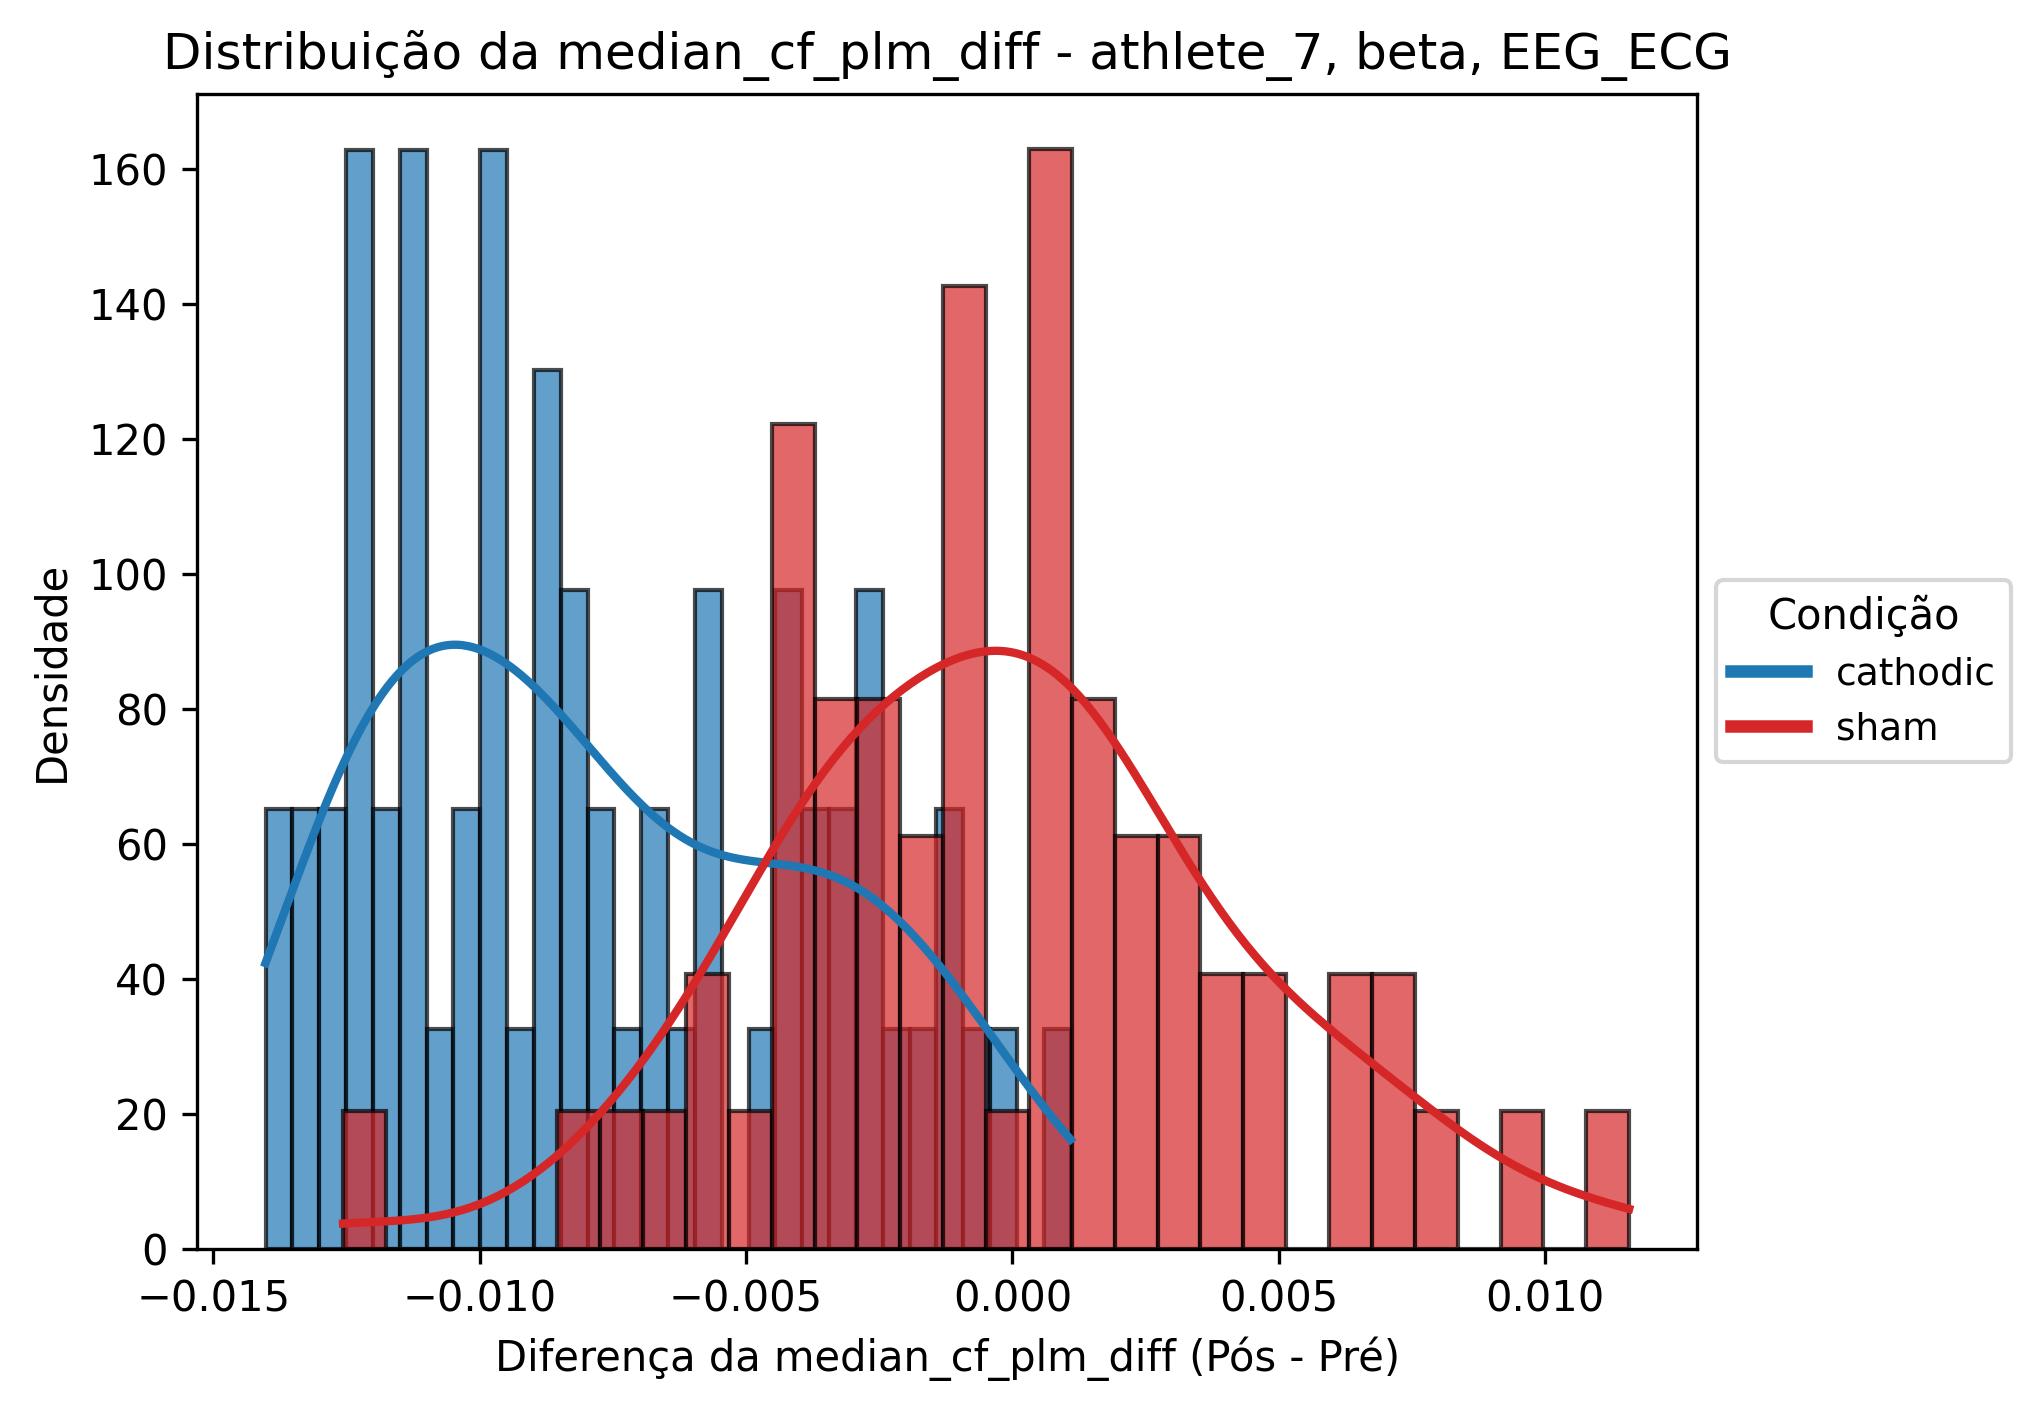 Distribuição da median_cf_plm_diff - athlete_7, beta, EEG_ECG
Densidade
160
140
120
100
80
60
40
20
0
−0.015 −0.010 −0.005 0.000 0.005 0.010
Diferença da median_cf_plm_diff (Pós - Pré)
Condição
cathodic
sham